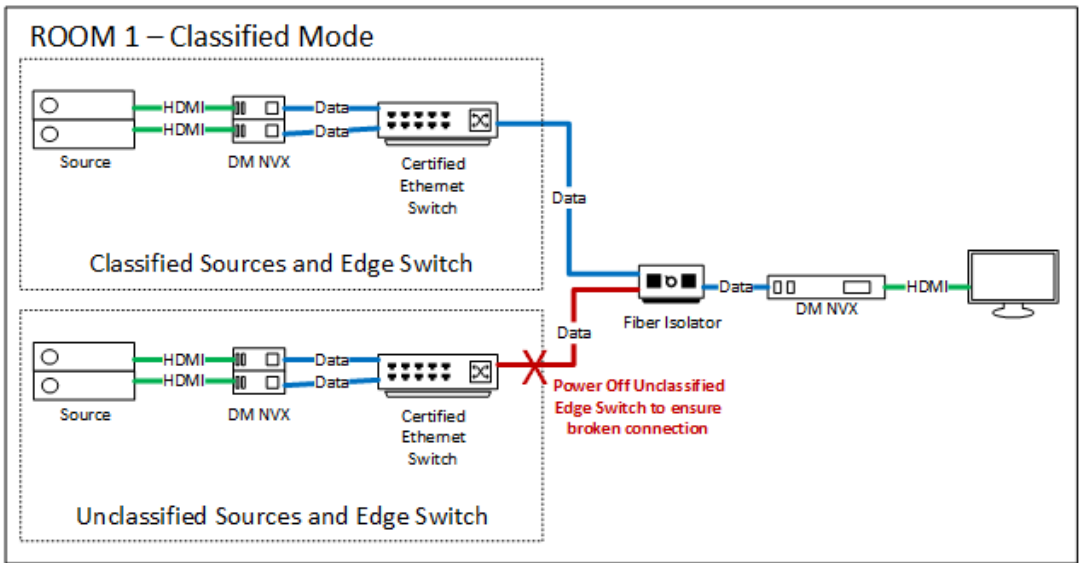 ROOM 1 – Classified Mode
HDMI
Data
HDMI
Data
Source
DM NVX
Certified
Ethernet
Switch
Data
Classified Sources and Edge Switch
Data
HDMI
Fiber Isolator
DM NVX
Data
HDMI
Data
HDMI
Data
Source
DM NVX
Certified
Ethernet
Switch
Power Off Unclassified
Edge Switch to ensure
broken connection
Unclassified Sources and Edge Switch